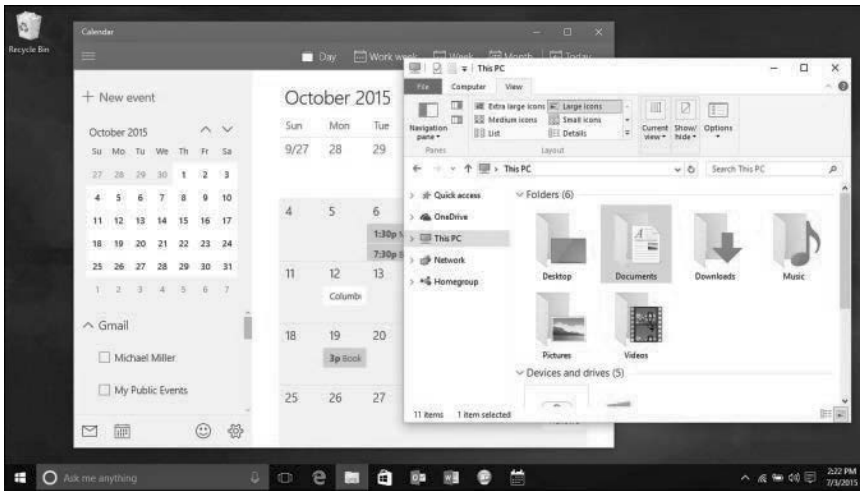 Recycle Bin
Calendar
Day Work week Week Month Today
+ New event
October 2015
Su Mo Tu We Th Fr Sa
27 28 29 30 1 2 3
4 5 6 7 8 9 10
11 12 13 14 15 16 17
18 19 20 21 22 23 24
25 26 27 28 29 30 31
1 2 3 4 5 6 7
Gmail
Michael Miller
My Public Events
October 2015
Sun Mon Tue
9/27 28 29
4 5 6
1:30p
7:30p
11 12 13
Columb
18 19 20
3p Book
25 26 27
This PC
File Computer View
Navigation pane
Extra large icons Large icons
Medium icons Small icons
List Details
Current view Show/hide Options
Panes Layout
This PC
Search This PC
Quick access
OneDrive
This PC
Network
Homegroup
Folders (6)
Desktop Documents Downloads Music
Pictures Videos
Devices and drives (5)
11 items 1 item selected
Ask me anything
2:22 PM
7/3/2015